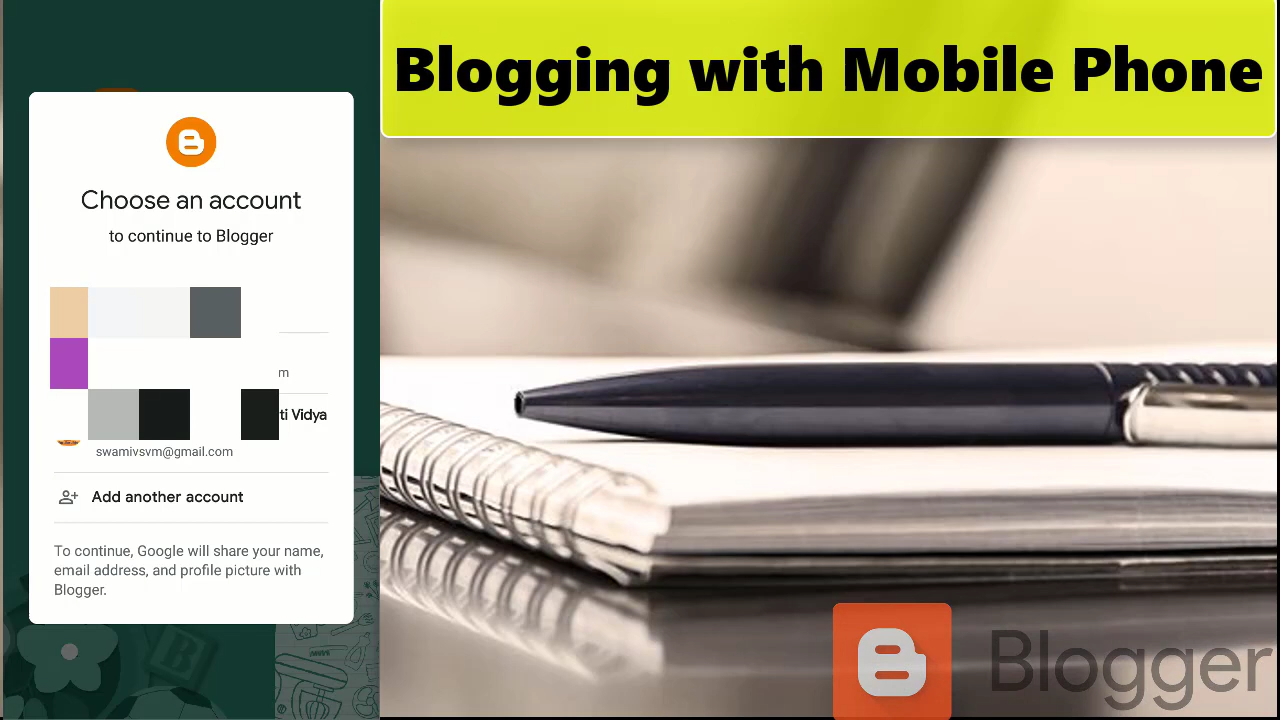 Blogging with Mobile Phone
Choose an account
to continue to Blogger
m
ti Vidya
swamivsvm@gmail.com
Add another account
To continue, Google will share your name,
email address, and profile picture with
Blogger.
Blogger